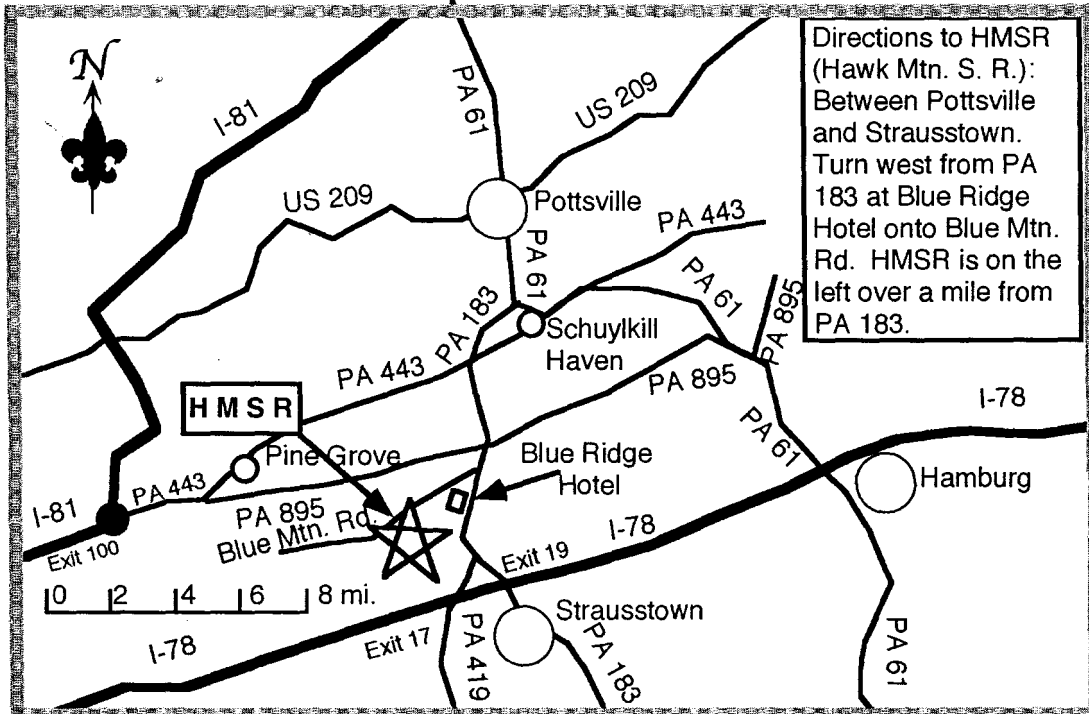 Directions to HMSR
(Hawk Mtn. S. R.):
Between Pottsville
and Strausstown.
Turn west from PA
183 at Blue Ridge
Hotel onto Blue Mtn.
Rd. HMSR is on the
left over a mile from
PA 183.
N
I-81
PA 61
US 209
US 209
Pottsville
PA 443
PA 61
PA 61
PA 895
PA 183
Schuylkill
Haven
PA 443
PA 895
I-78
HMSR
Pine Grove
PA 61
Blue Ridge
Hotel
Hamburg
PA 443
I-81
PA 895
Blue Mtn. Rd.
I-78
Exit 100
Exit 19
0 2 4 6 8 mi.
Strausstown
I-78
Exit 17
PA 419
PA 183
PA 61